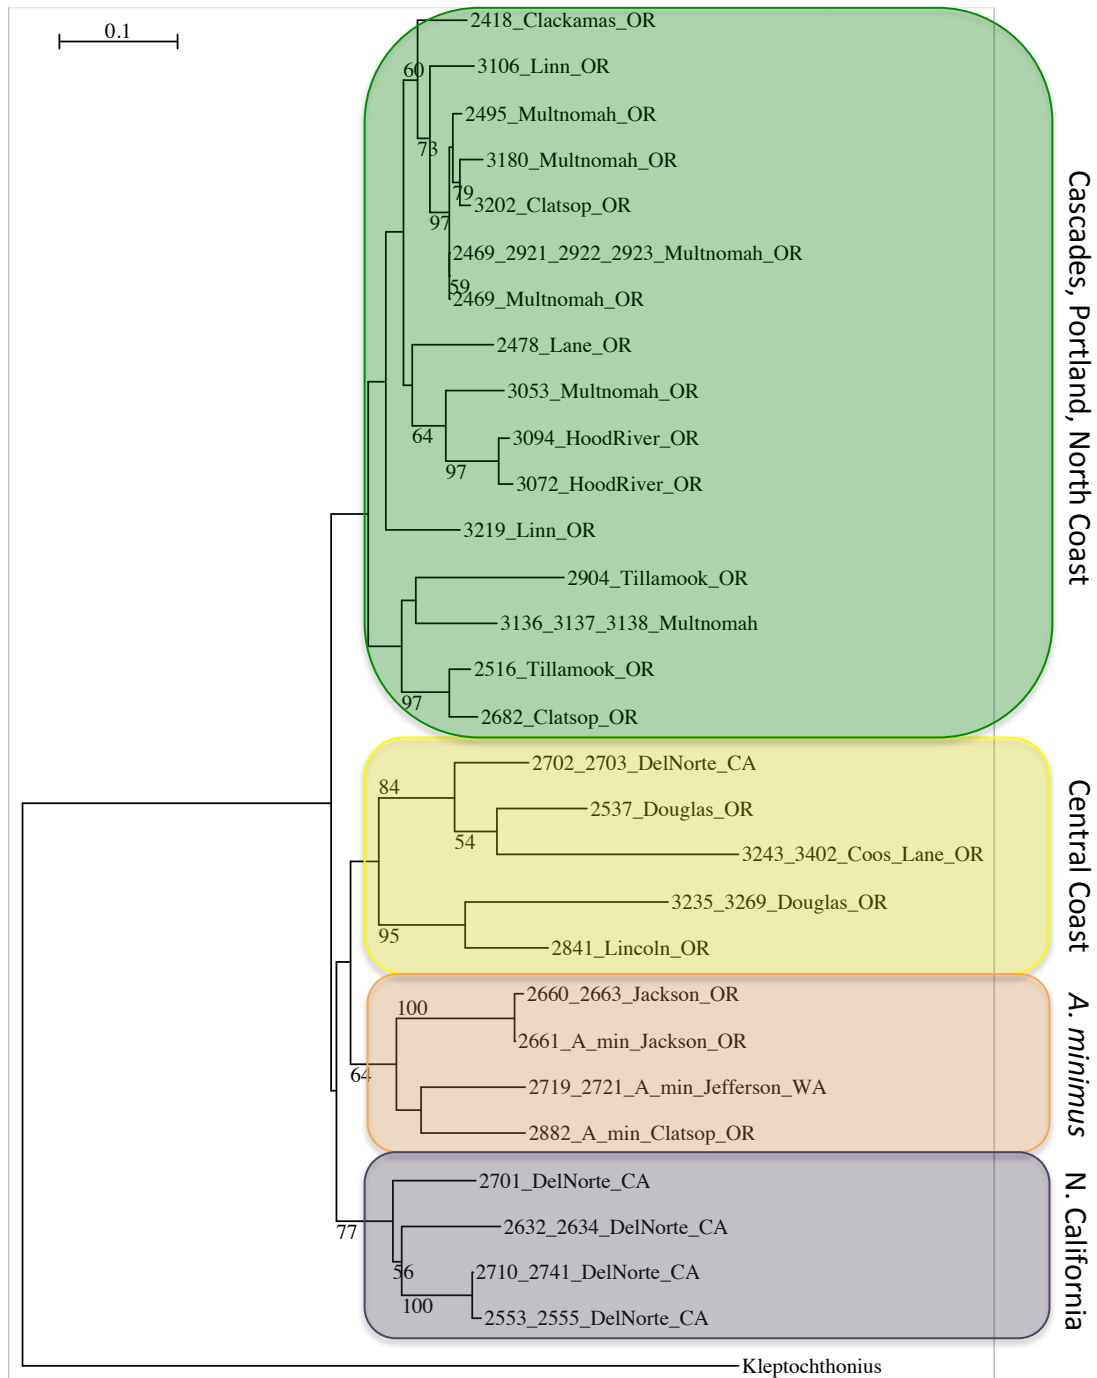 0.1
2418_Clackamas_OR
60
3106_Linn_OR
2495_Multnomah_OR
73
3180_Multnomah_OR
79
3202_Clatsop_OR
97
2469_2921_2922_2923_Multnomah_OR
59
2469_Multnomah_OR
2478_Lane_OR
3053_Multnomah_OR
64
3094_HoodRiver_OR
97
3072_HoodRiver_OR
3219_Linn_OR
2904_Tillamook_OR
3136_3137_3138_Multnomah
2516_Tillamook_OR
97
2682_Clatsop_OR
Cascades, Portland, North Coast
2702_2703_DelNorte_CA
84
2537_Douglas_OR
54
3243_3402_Coos_Lane_OR
3235_3269_Douglas_OR
95
2841_Lincoln_OR
Central Coast
2660_2663_Jackson_OR
100
2661_A_min_Jackson_OR
64
2719_2721_A_min_Jefferson_WA
2882_A_min_Clatsop_OR
A. minimus
2701_DelNorte_CA
77
2632_2634_DelNorte_CA
56
2710_2741_DelNorte_CA
100
2553_2555_DelNorte_CA
N. California
Kleptochthonius